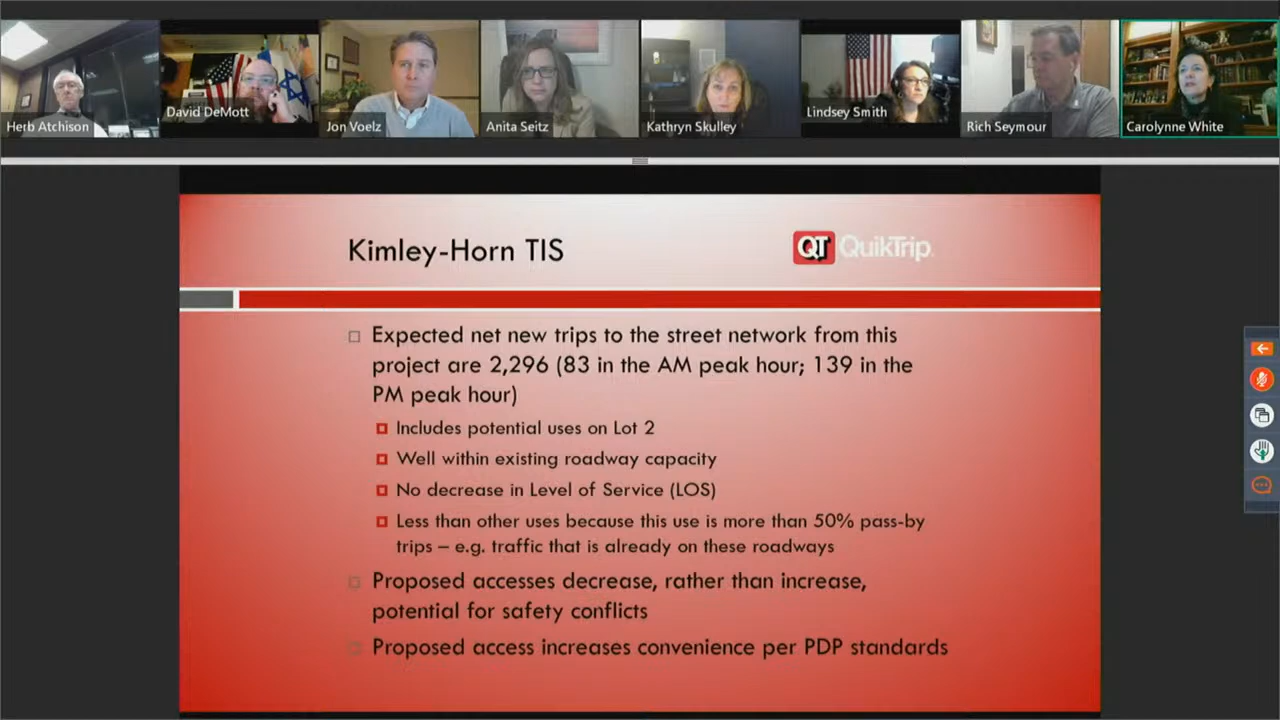 Herb Atchison
David DeMott
Jon Voelz
Anita Seitz
Kathryn Skulley
Lindsey Smith
Rich Seymour
Carolynne White
Kimley-Horn TIS
QT QuikTrip
Expected net new trips to the street network from this
project are 2,296 (83 in the AM peak hour; 139 in the
PM peak hour)
Includes potential uses on Lot 2
Well within existing roadway capacity
No decrease in Level of Service (LOS)
Less than other uses because this use is more than 50% pass-by
trips – e.g. traffic that is already on these roadways
Proposed accesses decrease, rather than increase,
potential for safety conflicts
Proposed access increases convenience per PDP standards